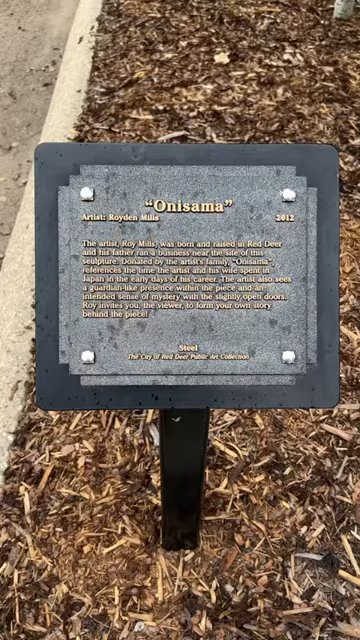 "Onisama"
Artist: Royden Mills 2012
The artist, Roy Mills, was born and raised in Red Deer
and his father ran a business near the site of this
sculpture. Donated by the artist's family, "Onisama"
references the time the artist and his wife spent in
Japan in the early days of his career. The artist also sees
a guardian-like presence within the piece and an
intended sense of mystery with the slightly open doors.
Roy invites you, the viewer, to form your own story
behind the piece!
Steel
The City of Red Deer Public Art Collection